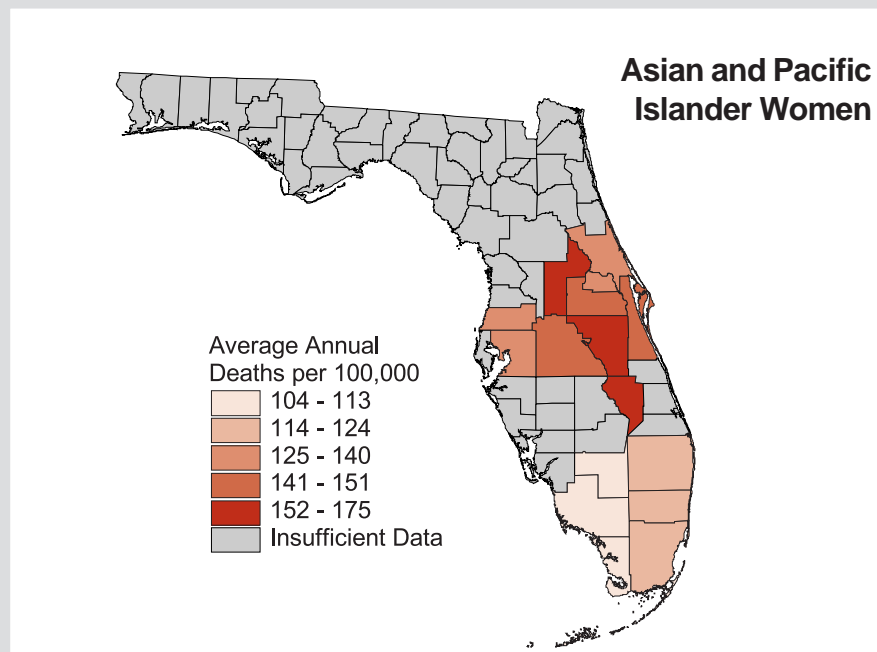 Asian and Pacific
Islander Women
Average Annual
Deaths per 100,000
104 - 113
114 - 124
125 - 140
141 - 151
152 - 175
Insufficient Data